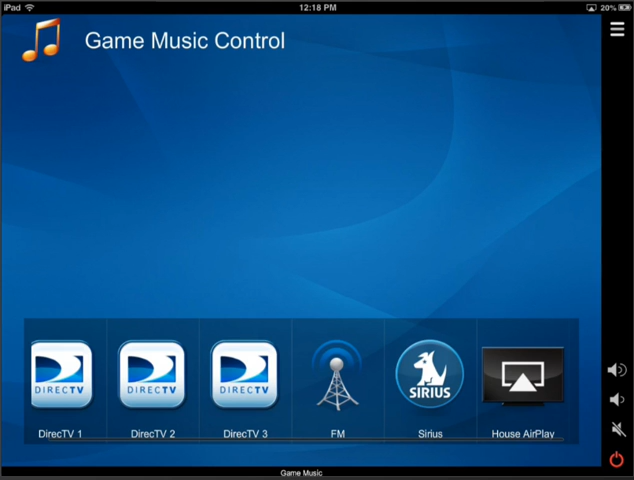 iPad
12:18 PM
20%
Game Music Control
DIRECTV
DIRECTV
DIRECTV
SIRIUS
DirecTV 1
DirecTV 2
DirecTV 3
FM
Sirius
House AirPlay
Game Music